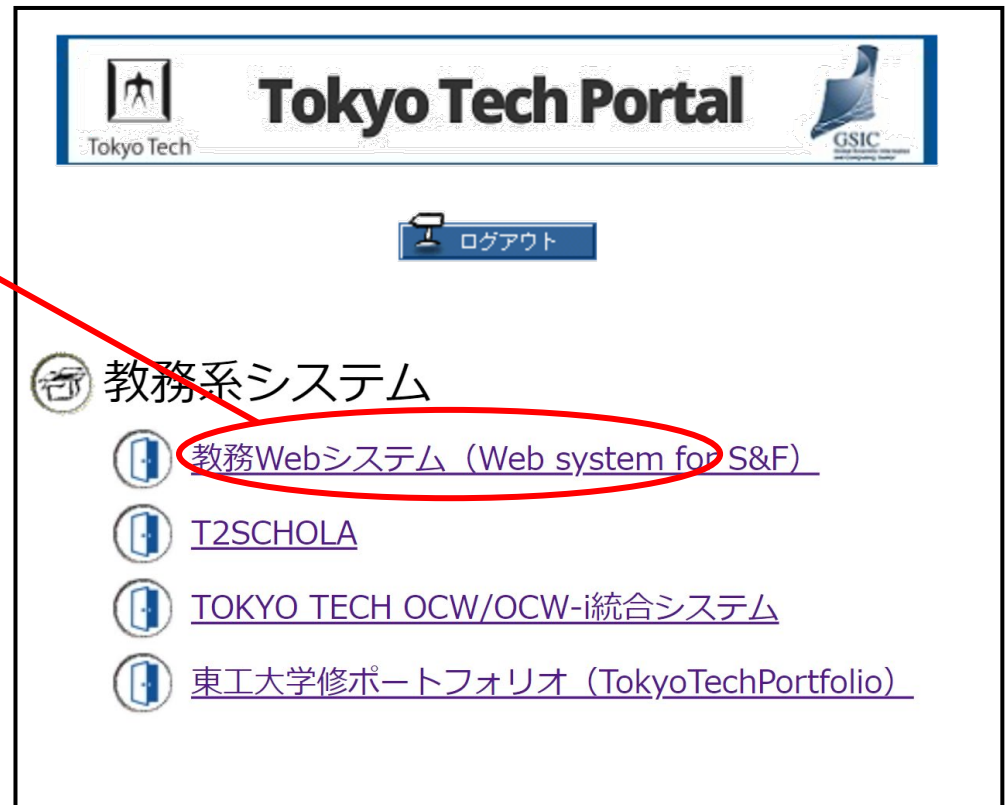 Tokyo Tech
Tokyo Tech Portal
GSIC
ログアウト
教務系システム
教務Webシステム（Web system for S&F）
T2SCHOLA
TOKYO TECH OCW/OCW-i統合システム
東工大学修ポートフォリオ（TokyoTechPortfolio）